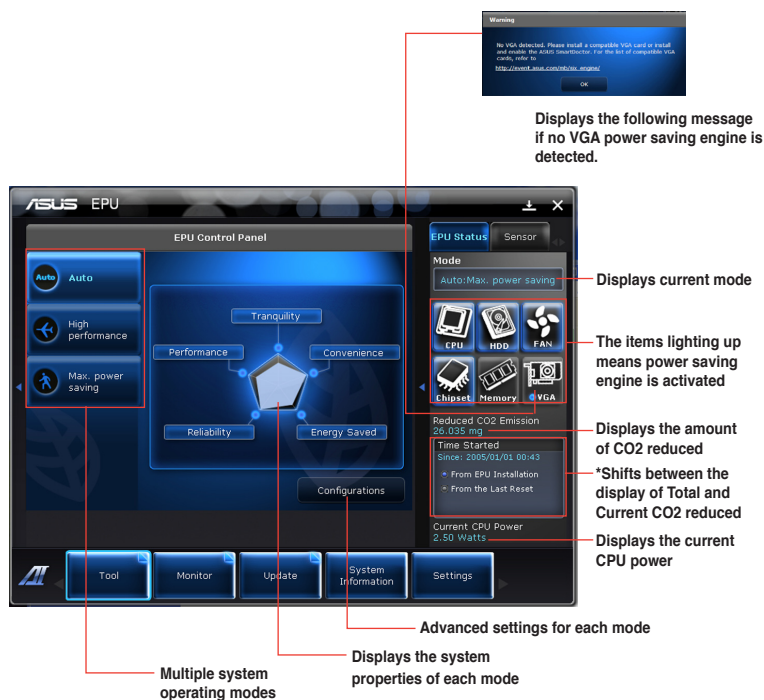 Warning
No VGA detected. Please install a compatible VGA card or install
and enable the ASUS SmartDoctor. For the list of compatible VGA
cards, refer to
http://event.asus.com/mb/six_engine/
OK
Displays the following message
if no VGA power saving engine is
detected.
ASUS EPU
EPU Control Panel
EPU Status
Sensor
Auto
Auto
High
performance
Max. power
saving
Tranquility
Performance
Convenience
Reliability
Energy Saved
Configurations
Mode
Auto:Max. power saving
CPU
HDD
FAN
Chipset
Memory
VGA
Reduced CO2 Emission
26.035 mg
Time Started
Since: 2005/01/01 00:43
From EPU Installation
From the Last Reset
Current CPU Power
2.50 Watts
Displays current mode
The items lighting up
means power saving
engine is activated
Displays the amount
of CO2 reduced
*Shifts between the
display of Total and
Current CO2 reduced
Displays the current
CPU power
AI
Tool
Monitor
Update
System
Information
Settings
Advanced settings for each mode
Displays the system
properties of each mode
Multiple system
operating modes